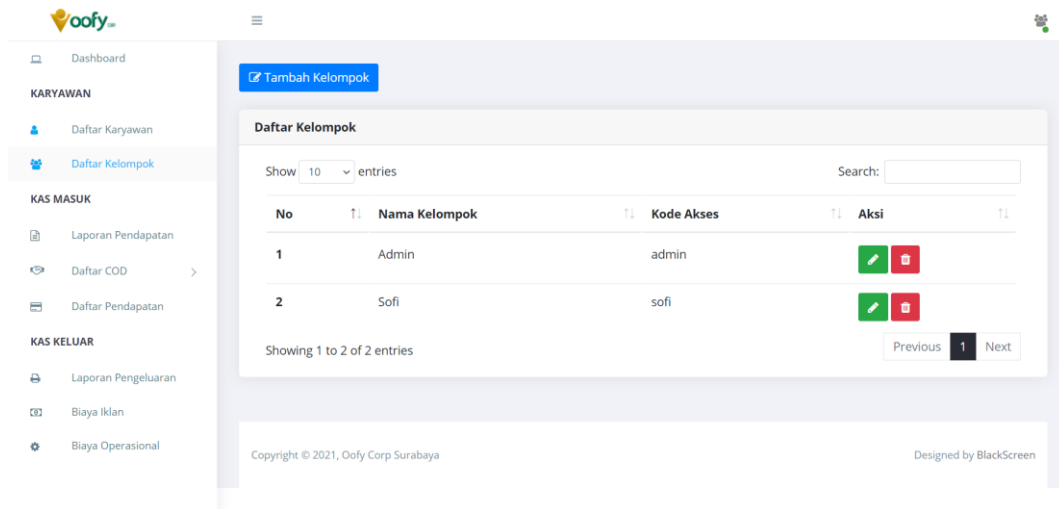 oofy
Dashboard
KARYAWAN
Daftar Karyawan
Daftar Kelompok
KAS MASUK
Laporan Pendapatan
Daftar COD
Daftar Pendapatan
KAS KELUAR
Laporan Pengeluaran
Biaya Iklan
Biaya Operasional
Tambah Kelompok
Daftar Kelompok
Show 10 entries Search:
No Nama Kelompok Kode Akses Aksi
1 Admin admin
2 Sofi sofi
Showing 1 to 2 of 2 entries Previous 1 Next
Copyright © 2021, Oofy Corp Surabaya Designed by BlackScreen